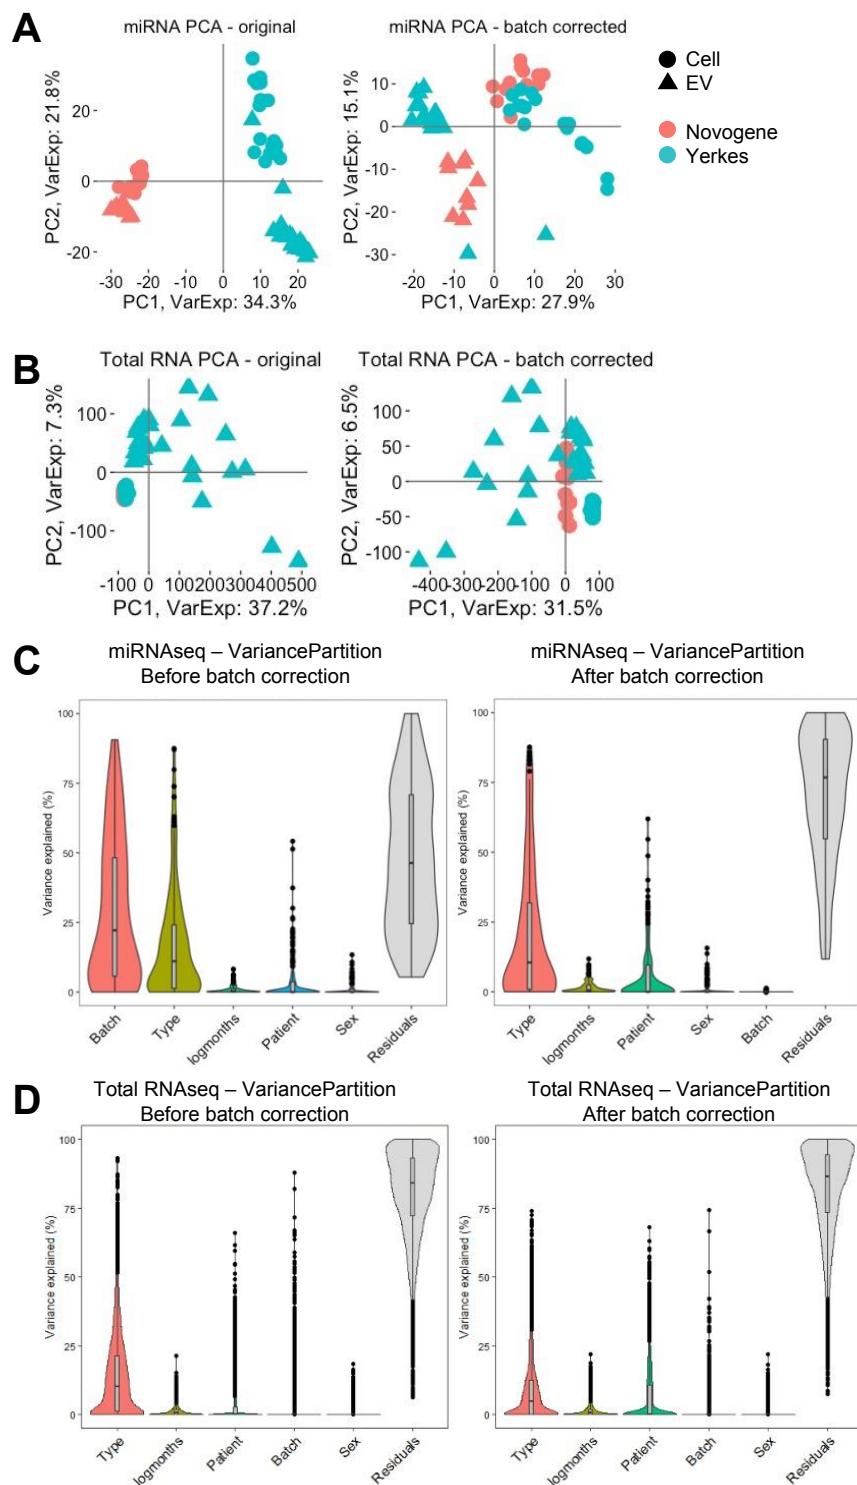 A
miRNA PCA - original
PC2, VarExp: 21.8%
20
0
-20
-30 -20 -10 0 10 20
PC1, VarExp: 34.3%
miRNA PCA - batch corrected
PC2, VarExp: 15.1%
10
0
-10
-20
-30
-20 -10 0 10 20 30
PC1, VarExp: 27.9%
Cell
EV
Novogene
Yerkes
B
Total RNA PCA - original
PC2, VarExp: 7.3%
100
0
-100
-100 0 100 200 300 400 500
PC1, VarExp: 37.2%
Total RNA PCA - batch corrected
PC2, VarExp: 6.5%
100
50
0
-50
-100
-400 -300 -200 -100 0 100
PC1, VarExp: 31.5%
C
miRNAseq – VariancePartition
Before batch correction
Variance explained (%)
100
75
50
25
0
Batch Type logmonths Patient Sex Residuals
miRNAseq – VariancePartition
After batch correction
Variance explained (%)
100
75
50
25
0
Type logmonths Patient Sex Batch Residuals
D
Total RNAseq – VariancePartition
Before batch correction
Variance explained (%)
100
75
50
25
0
Type logmonths Patient Batch Sex Residuals
Total RNAseq – VariancePartition
After batch correction
Variance explained (%)
100
75
50
25
0
Type logmonths Patient Batch Sex Residuals